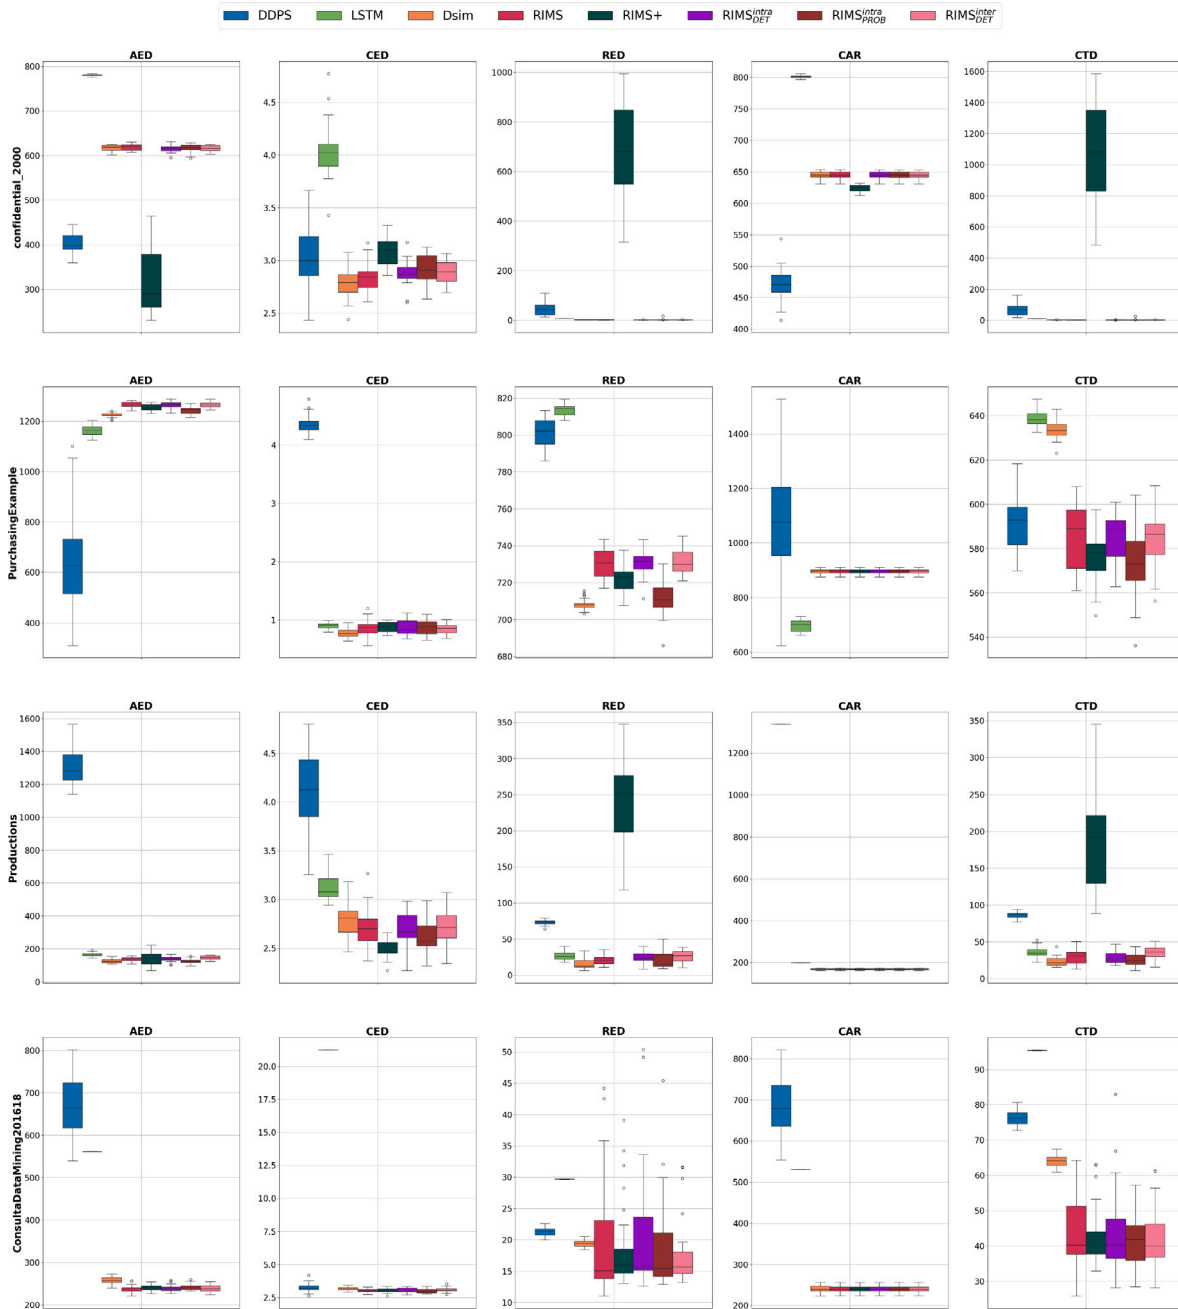 DDPS LSTM Dsim RIMS RIMS+ RIMS^{intra}_{DET} RIMS^{intra}_{PROB} RIMS^{inter}_{DET}
AED CED RED CAR CTD
confidential_2000
800 700 600 500 400 300
4.5 4.0 3.5 3.0 2.5
1000 800 600 400 200 0
800 750 700 650 600 550 500 450 400
1600 1400 1200 1000 800 600 400 200 0
AED CED RED CAR CTD
PurchasingExample
1200 1000 800 600 400
4 3 2 1
820 800 780 760 740 720 700 680
1400 1200 1000 800 600
640 620 600 580 560 540
AED CED RED CAR CTD
Productions
1600 1400 1200 1000 800 600 400 200 0
4.5 4.0 3.5 3.0 2.5
350 300 250 200 150 100 50 0
1200 1000 800 600 400 200
350 300 250 200 150 100 50 0
AED CED RED CAR CTD
ConsultaDataMining201618
800 700 600 500 400 300 200
20.0 17.5 15.0 12.5 10.0 7.5 5.0 2.5
50 45 40 35 30 25 20 15 10
800 700 600 500 400 300 200
90 80 70 60 50 40 30